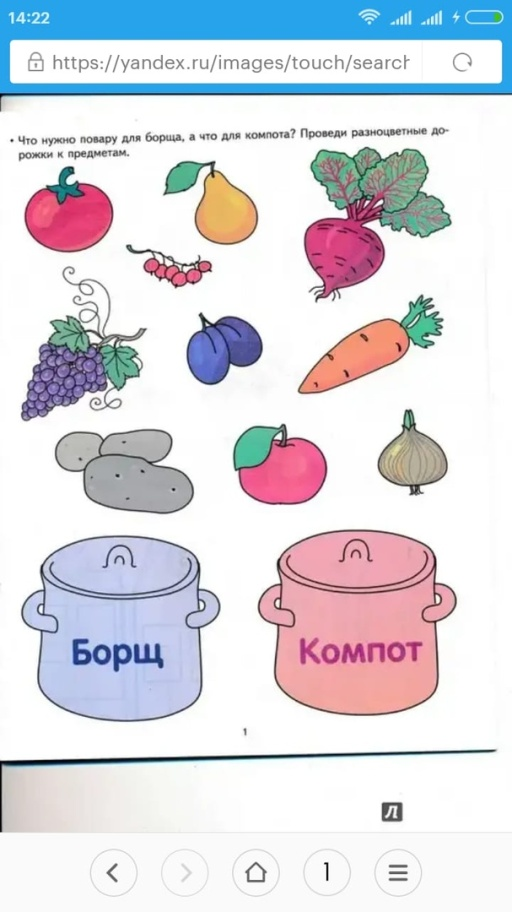 14:22
https://yandex.ru/images/touch/search
• Что нужно повару для борща, а что для компота? Проведи разноцветные до-
рожки к предметам.
Борщ
Компот
1
Л
1